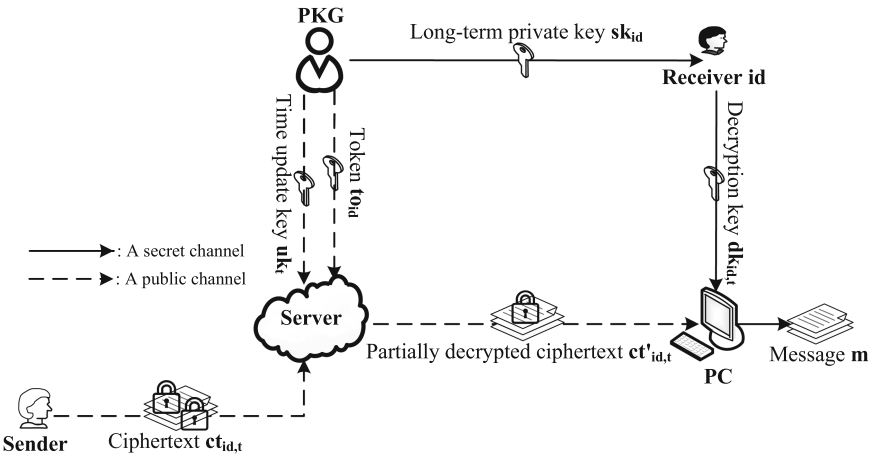 PKG
Long-term private key sk_id
Receiver id
Time update key uk_t
Token to_id
Decryption key dk_id,t
: A secret channel
: A public channel
Server
Partially decrypted ciphertext ct'_id,t
PC
Message m
Sender
Ciphertext ct_id,t